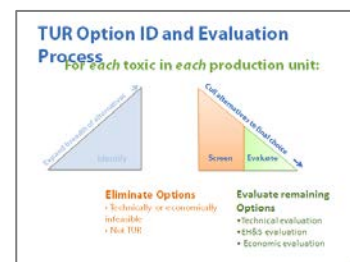 TUR Option ID and Evaluation
Process
For each toxic in each production unit:
Expand breadth of alternatives
Cull alternatives to final choice
Identify
Screen
Evaluate
Eliminate Options
• Technically or economically
infeasible
• Not TUR
Evaluate remaining
Options
•Technical evaluation
•EH&S evaluation
• Economic evaluation